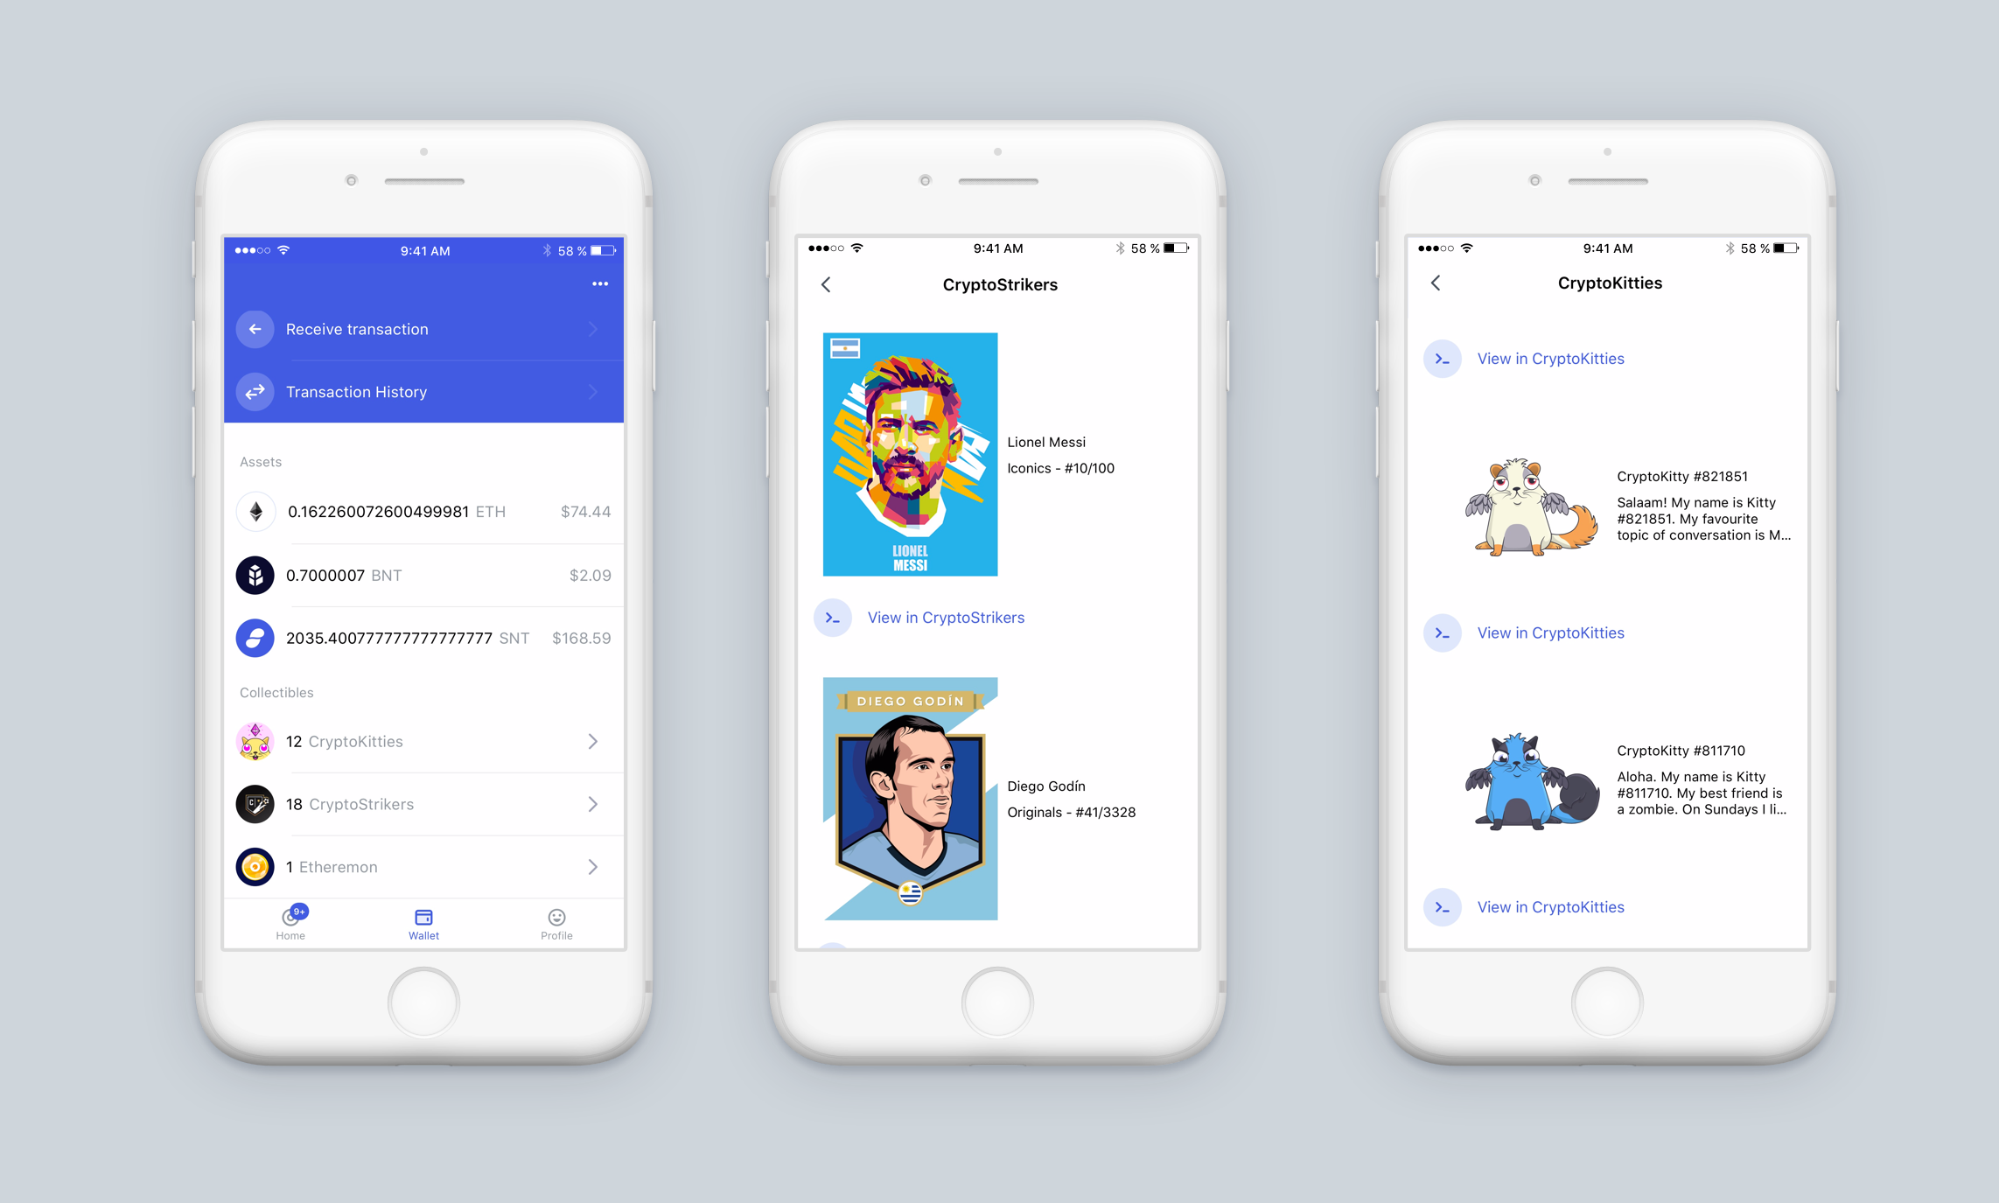 9:41 AM
58 %
Receive transaction
Transaction History
Assets
0.162260072600499981 ETH $74.44
0.7000007 BNT $2.09
2035.400777777777777777 SNT $168.59
Collectibles
12 CryptoKitties
18 CryptoStrikers
1 Etheremon
9+
Home
Wallet
Profile
9:41 AM
58 %
CryptoStrikers
LIONEL
MESSI
Lionel Messi
Iconics - #10/100
View in CryptoStrikers
DIEGO GODÍN
Diego Godín
Originals - #41/3328
9:41 AM
58 %
CryptoKitties
View in CryptoKitties
CryptoKitty #821851
Salaam! My name is Kitty
#821851. My favourite
topic of conversation is M...
View in CryptoKitties
CryptoKitty #811710
Aloha. My name is Kitty
#811710. My best friend is
a zombie. On Sundays I li...
View in CryptoKitties